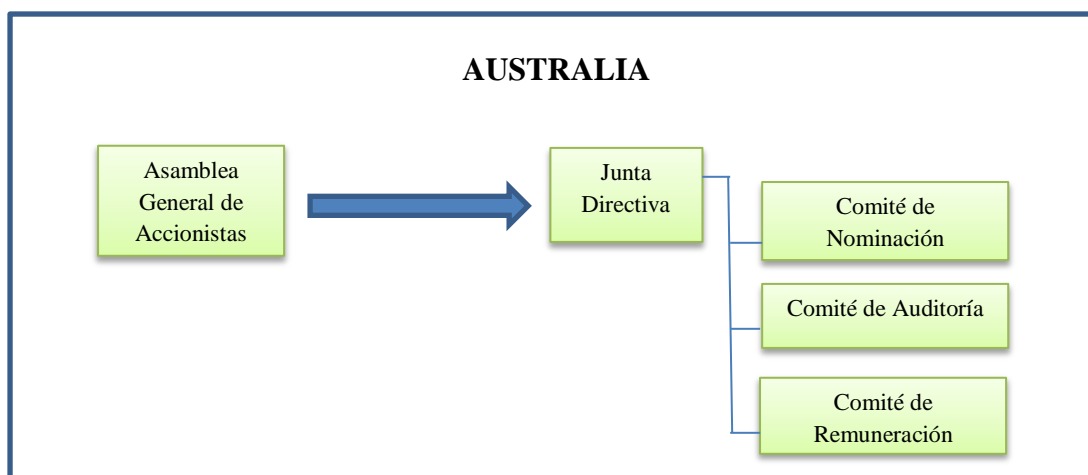 AUSTRALIA
Asamblea
General de
Accionistas
Junta
Directiva
Comité de
Nominación
Comité de Auditoría
Comité de
Remuneración